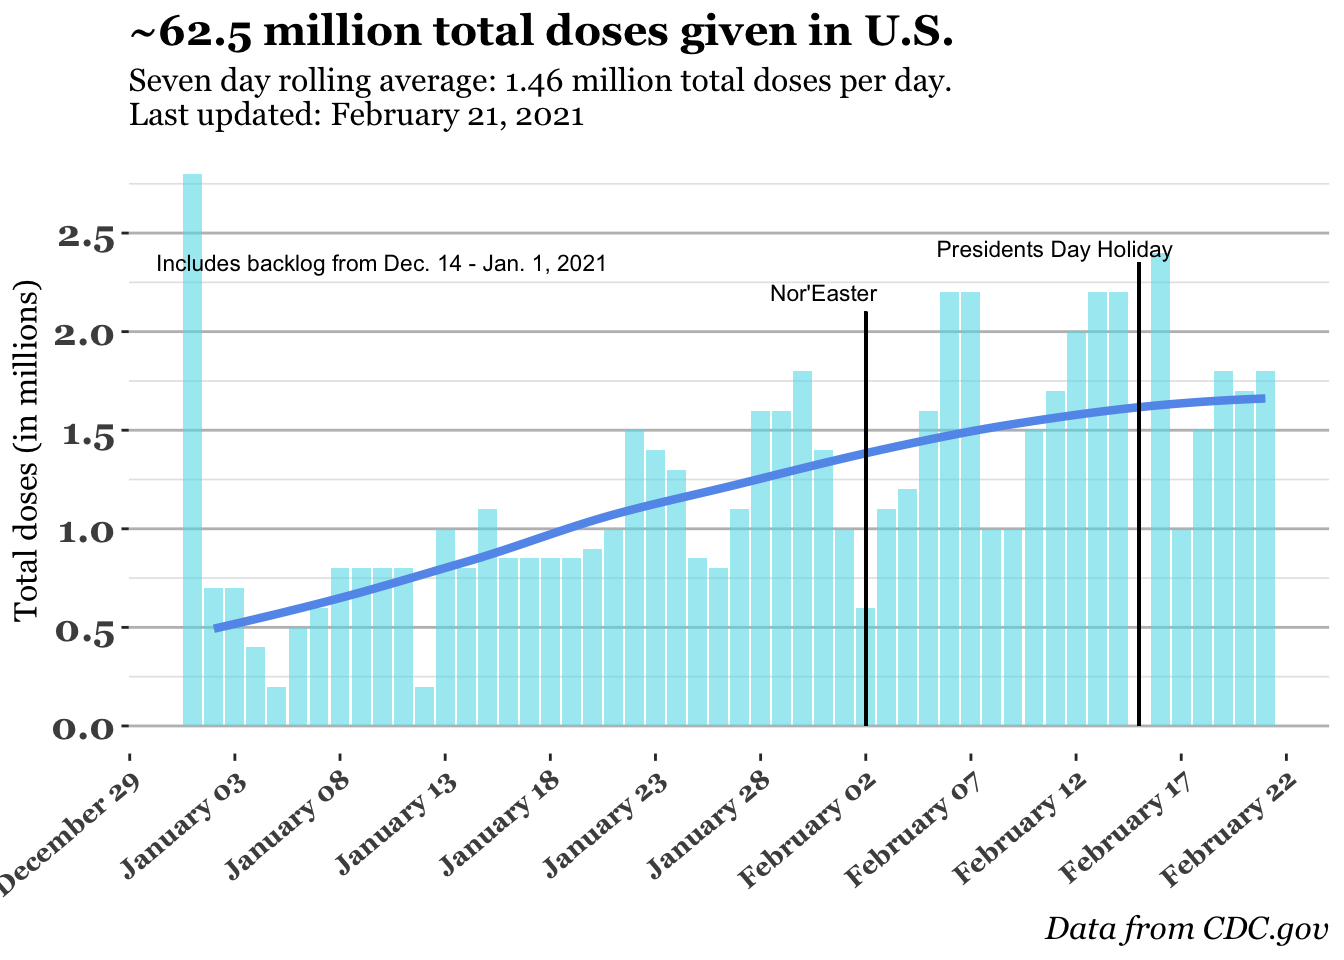 ~62.5 million total doses given in U.S.
Seven day rolling average: 1.46 million total doses per day.
Last updated: February 21, 2021
Total doses (in millions)
2.5
2.0
1.5
1.0
0.5
0.0
Includes backlog from Dec. 14 - Jan. 1, 2021
Nor'Easter
Presidents Day Holiday
December 29
January 03
January 08
January 13
January 18
January 23
January 28
February 02
February 07
February 12
February 17
February 22
Data from CDC.gov